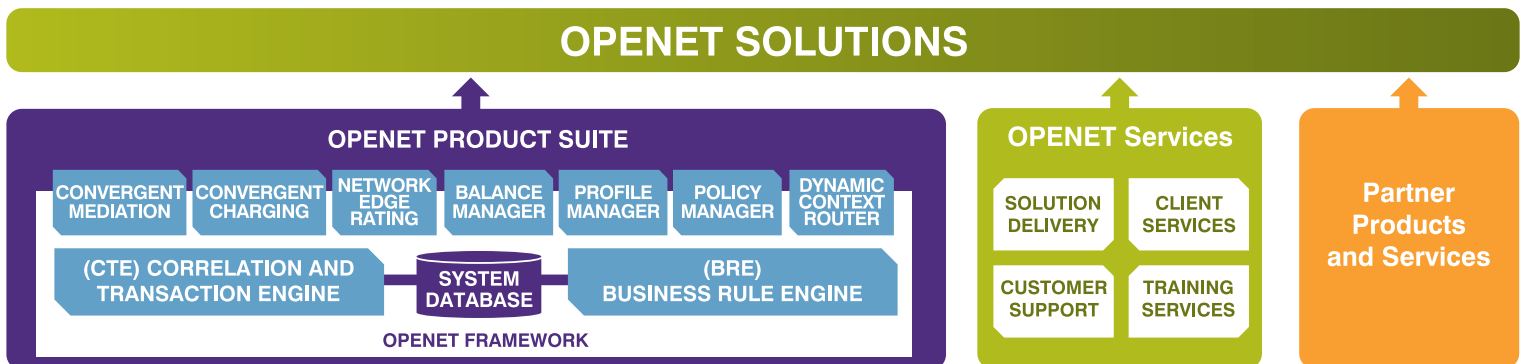 OPENET SOLUTIONS
OPENET PRODUCT SUITE
CONVERGENT
MEDIATION
CONVERGENT
CHARGING
NETWORK
EDGE
RATING
BALANCE
MANAGER
PROFILE
MANAGER
POLICY
MANAGER
DYNAMIC
CONTEXT
ROUTER
(CTE) CORRELATION AND
TRANSACTION ENGINE
SYSTEM
DATABASE
(BRE)
BUSINESS RULE ENGINE
OPENET FRAMEWORK
OPENET Services
SOLUTION
DELIVERY
CLIENT
SERVICES
CUSTOMER
SUPPORT
TRAINING
SERVICES
Partner
Products
and Services